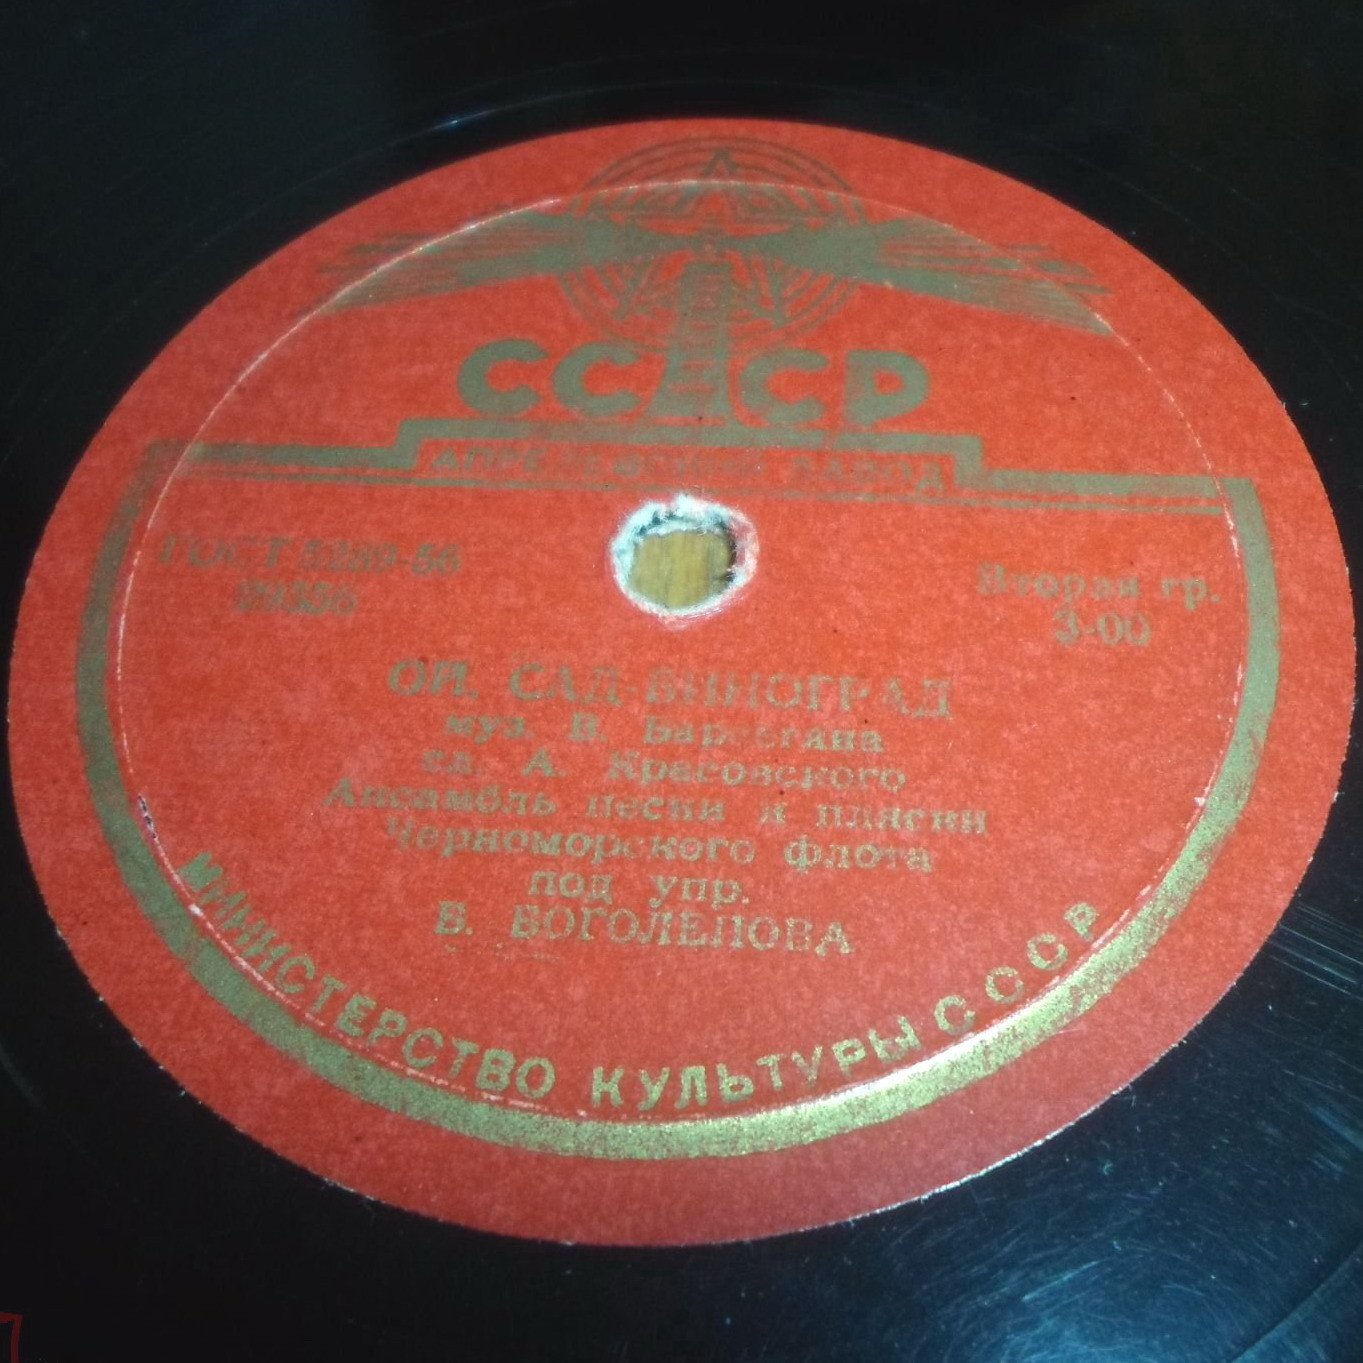 СССР
АПРЕЛЕВСКИЙ ЗАВОД
ГОСТ 5289-56
29356
Вторая гр.
3-00
ОЙ, САД-ВИНОГРАД
муз. В.
сл. А. Красовского
Ансамбль песни и пляски
Черноморского флота
под упр.
В. БОГОЛЕПОВА
МИНИСТЕРСТВО КУЛЬТУРЫ СССР